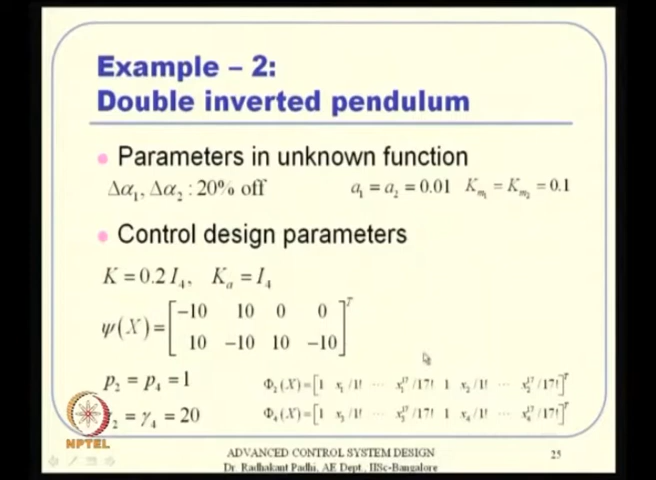 Example – 2:
Double inverted pendulum
• Parameters in unknown function
Δα₁, Δα₂ : 20% off a₁ = a₂ = 0.01 K_m₁ = K_m₂ = 0.1
• Control design parameters
K = 0.2 I₄, K_a = I₄
ψ(X) = [−10 10 0 0
10 −10 10 −10]ᵀ
p₂ = p₄ = 1 Φ₂(X) = [1 x₁/1! ⋯ x₁¹⁷/17! 1 x₂/1! ⋯ x₂¹⁷/17!]ᵀ
₂ = γ₄ = 20 Φ₄(X) = [1 x₃/1! ⋯ x₃¹⁷/17! 1 x₄/1! ⋯ x₄¹⁷/17!]ᵀ
NPTEL
ADVANCED CONTROL SYSTEM DESIGN
Dr. Radhakant Padhi, AE Dept., IISc-Bangalore
25